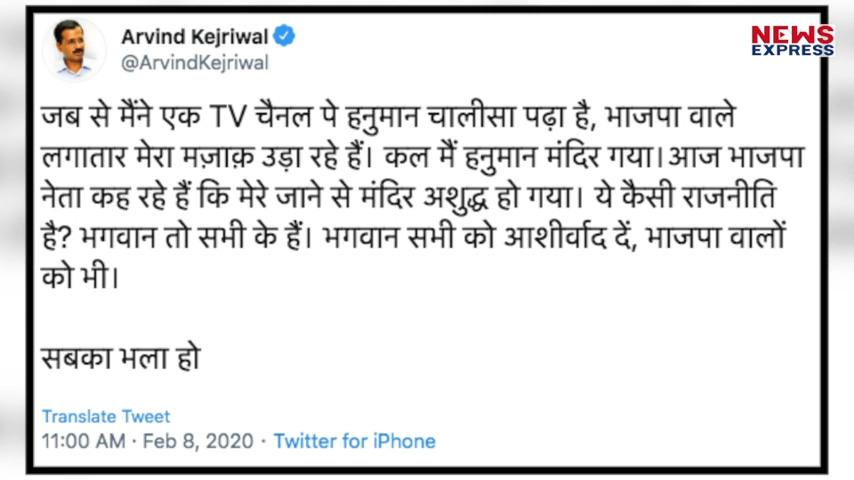 Arvind Kejriwal
@ArvindKejriwal
NEWS
EXPRESS
जब से मैंने एक TV चैनल पे हनुमान चालीसा पढ़ा है, भाजपा वाले
लगातार मेरा मज़ाक़ उड़ा रहे हैं। कल मैं हनुमान मंदिर गया। आज भाजपा
नेता कह रहे हैं कि मेरे जाने से मंदिर अशुद्ध हो गया। ये कैसी राजनीति
है? भगवान तो सभी के हैं। भगवान सभी को आशीर्वाद दें, भाजपा वालों
को भी।
सबका भला हो
Translate Tweet
11:00 AM · Feb 8, 2020 · Twitter for iPhone